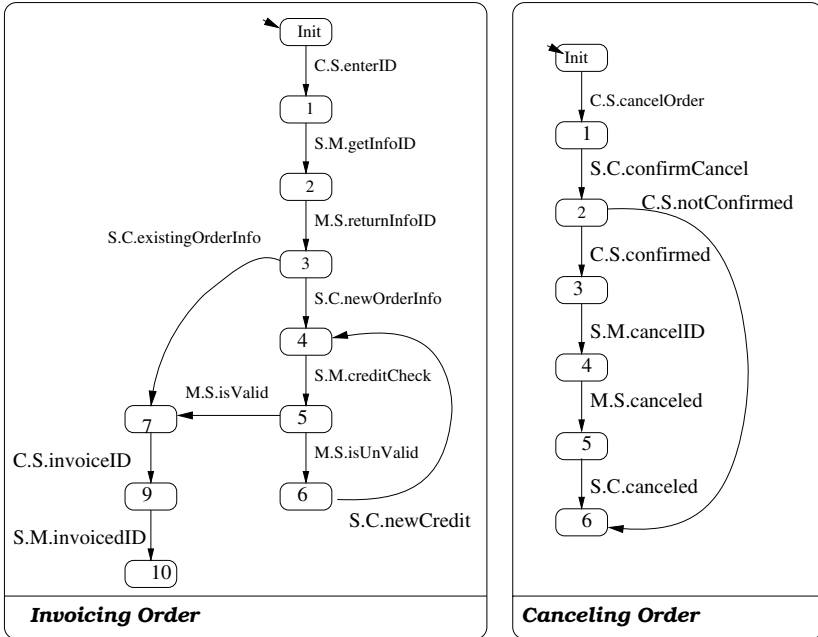 Init
C.S.enterID
1
S.M.getInfoID
2
M.S.returnInfoID
S.C.existingOrderInfo
3
S.C.newOrderInfo
4
S.M.creditCheck
M.S.isValid
7
5
C.S.invoiceID
M.S.isUnValid
9
6
S.C.newCredit
S.M.invoicedID
10
Invoicing Order
Init
C.S.cancelOrder
1
S.C.confirmCancel
C.S.notConfirmed
2
C.S.confirmed
3
S.M.cancelID
4
M.S.canceled
5
S.C.canceled
6
Canceling Order